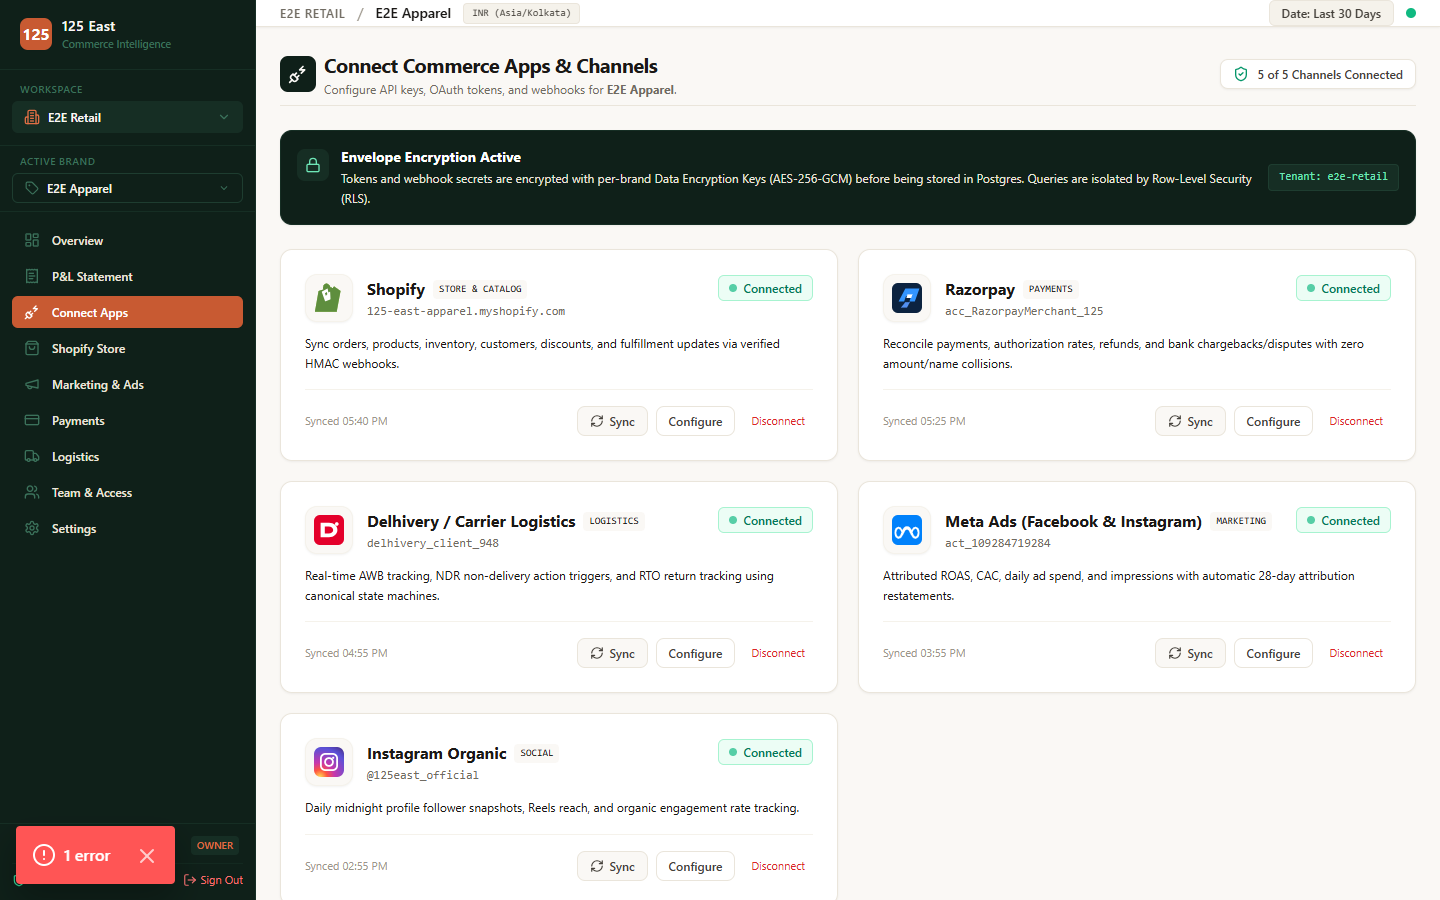 125
125 East
Commerce Intelligence
WORKSPACE
E2E Retail
ACTIVE BRAND
E2E Apparel
Overview
P&L Statement
Connect Apps
Shopify Store
Marketing & Ads
Payments
Logistics
Team & Access
Settings
1 error
OWNER
Sign Out
E2E RETAIL / E2E Apparel INR (Asia/Kolkata)
Date: Last 30 Days
Connect Commerce Apps & Channels
Configure API keys, OAuth tokens, and webhooks for E2E Apparel.
5 of 5 Channels Connected
Envelope Encryption Active
Tokens and webhook secrets are encrypted with per-brand Data Encryption Keys (AES-256-GCM) before being stored in Postgres. Queries are isolated by Row-Level Security
(RLS).
Tenant: e2e-retail
Shopify STORE & CATALOG
Connected
125-east-apparel.myshopify.com
Sync orders, products, inventory, customers, discounts, and fulfillment updates via verified
HMAC webhooks.
Synced 05:40 PM
Sync
Configure
Disconnect
Razorpay PAYMENTS
Connected
acc_RazorpayMerchant_125
Reconcile payments, authorization rates, refunds, and bank chargebacks/disputes with zero
amount/name collisions.
Synced 05:25 PM
Sync
Configure
Disconnect
Delhivery / Carrier Logistics LOGISTICS
Connected
delhivery_client_948
Real-time AWB tracking, NDR non-delivery action triggers, and RTO return tracking using
canonical state machines.
Synced 04:55 PM
Sync
Configure
Disconnect
Meta Ads (Facebook & Instagram) MARKETING
Connected
act_109284719284
Attributed ROAS, CAC, daily ad spend, and impressions with automatic 28-day attribution
restatements.
Synced 03:55 PM
Sync
Configure
Disconnect
Instagram Organic SOCIAL
Connected
@125east_official
Daily midnight profile follower snapshots, Reels reach, and organic engagement rate tracking.
Synced 02:55 PM
Sync
Configure
Disconnect